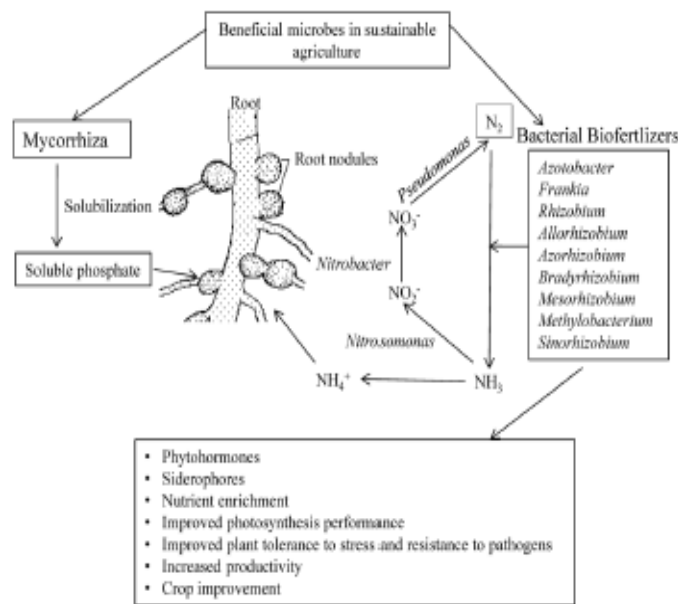 Beneficial microbes in sustainable
agriculture
Root
Mycorrhiza
N2
Bacterial Biofertlizers
Root nodules
Pseudomonas
Azotobacter
Frankia
Rhizobium
Allorhizobium
Azorhizobium
Bradyrhizobium
Mesorhizobium
Methylobacterium
Sinorhizobium
Solubilization
NO3-
Soluble phosphate
Nitrobacter
NO2-
Nitrosomonas
NH4+
NH3
• Phytohormones
• Siderophores
• Nutrient enrichment
• Improved photosynthesis performance
• Improved plant tolerance to stress and resistance to pathogens
• Increased productivity
• Crop improvement